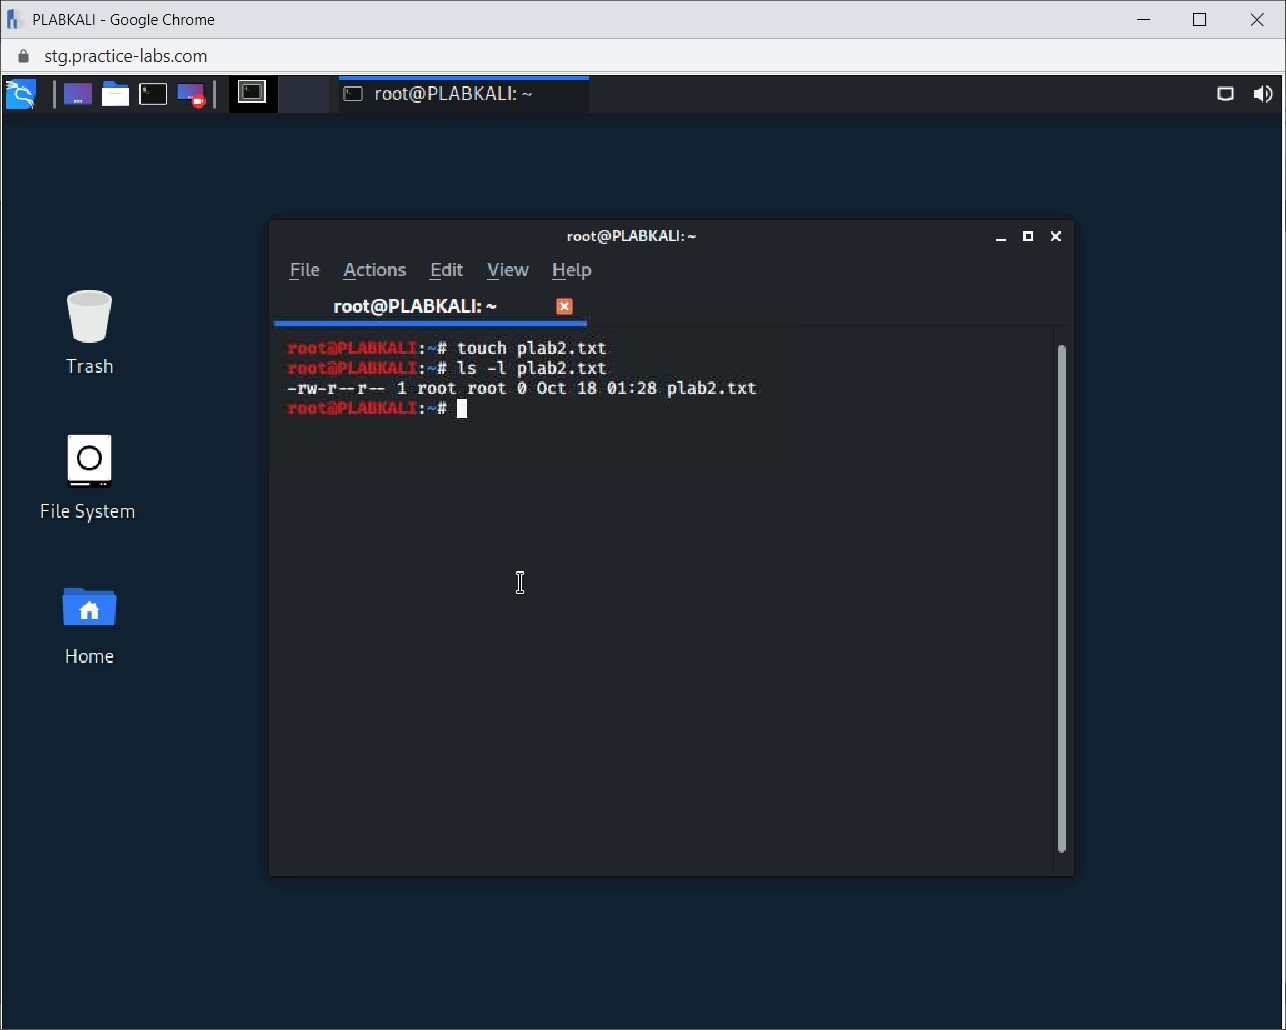 PLABKALI - Google Chrome
stg.practice-labs.com
root@PLABKALI: ~
root@PLABKALI: ~
File Actions Edit View Help
root@PLABKALI: ~
root@PLABKALI:~# touch plab2.txt
root@PLABKALI:~# ls -l plab2.txt
-rw-r--r-- 1 root root 0 Oct 18 01:28 plab2.txt
root@PLABKALI:~#
Trash
File System
Home